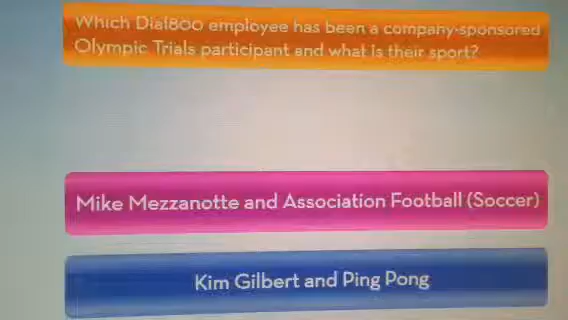 Which Dial800 employee has been a company-sponsored
Olympic Trials participant and what is their sport?
Mike Mezzanotte and Association Football (Soccer)
Kim Gilbert and Ping Pong